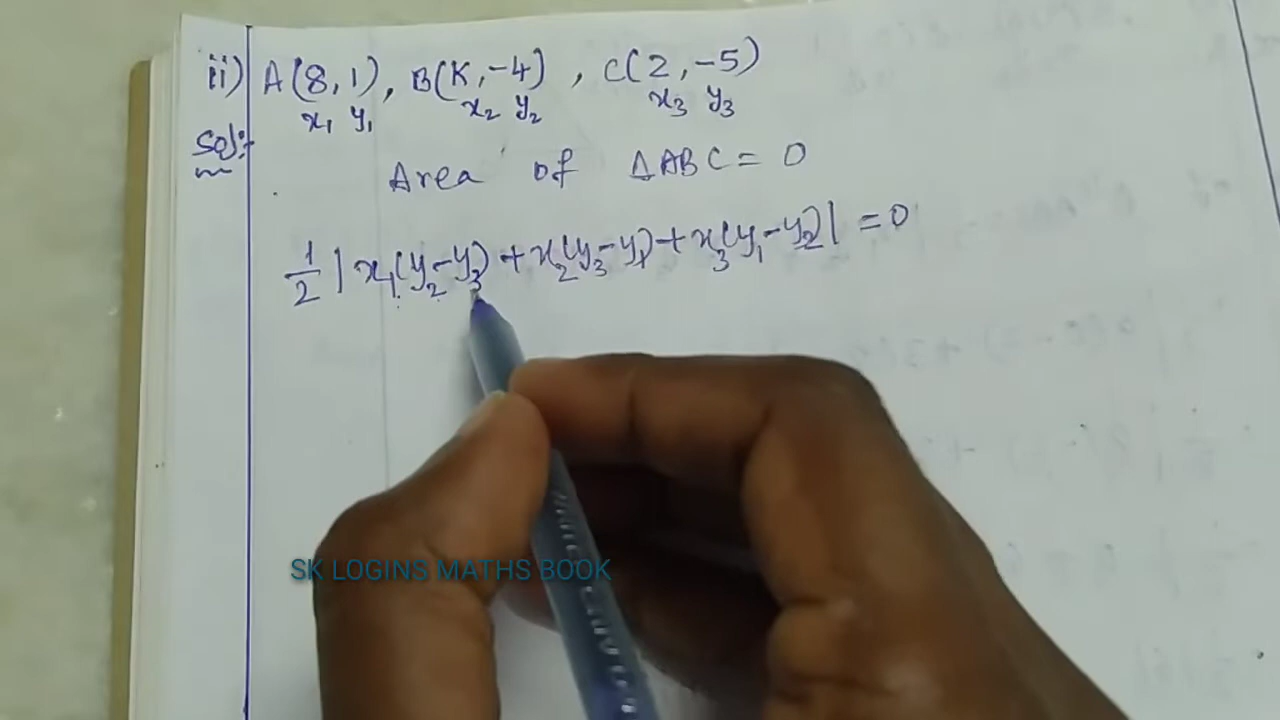 ii) A(8, 1), B(K, -4), C(2, -5)
x₁ y₁ x₂ y₂ x₃ y₃
Sol:-
Area of ΔABC = 0
1/2 | x₁(y₂-y₃) + x₂(y₃-y₁) + x₃(y₁-y₂) | = 0
SK LOGINS MATHS BOOK